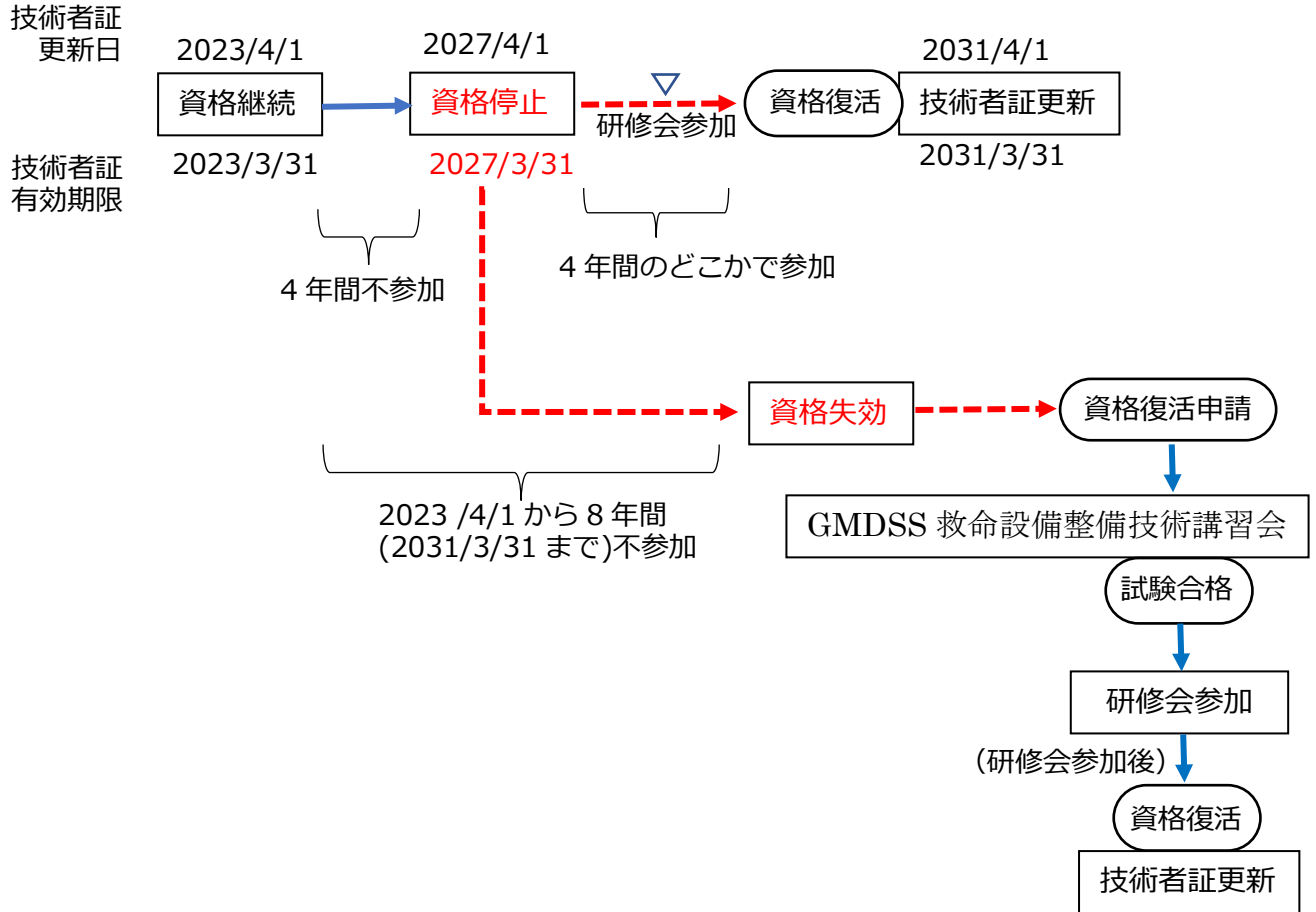 技術者証
更新日
2023/4/1
2027/4/1
2031/4/1
資格継続
資格停止
研修会参加
資格復活
技術者証更新
技術者証
有効期限
2023/3/31
2027/3/31
2031/3/31
4 年間不参加
4 年間のどこかで参加
資格失効
資格復活申請
2023 /4/1 から 8 年間
(2031/3/31 まで)不参加
GMDSS 救命設備整備技術講習会
試験合格
研修会参加
（研修会参加後）
資格復活
技術者証更新